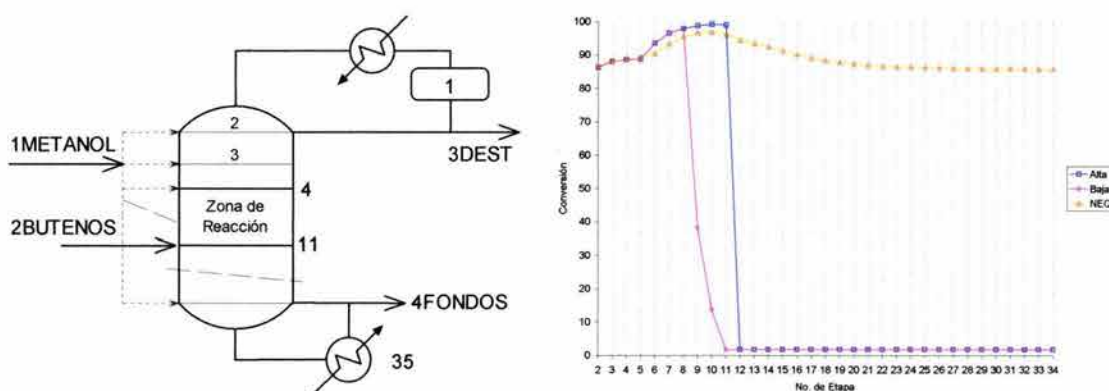 1
2
1METANOL
3
3DEST
4
Zona de
Reacción
2BUTENOS
11
4FONDOS
35
Conversión
100
90
80
70
60
50
40
30
20
10
0
2 3 4 5 6 7 8 9 10 11 12 13 14 15 16 17 18 19 20 21 22 23 24 25 26 27 28 29 30 31 32 33 34
No. de Etapa
Alta
Baja
NEQ